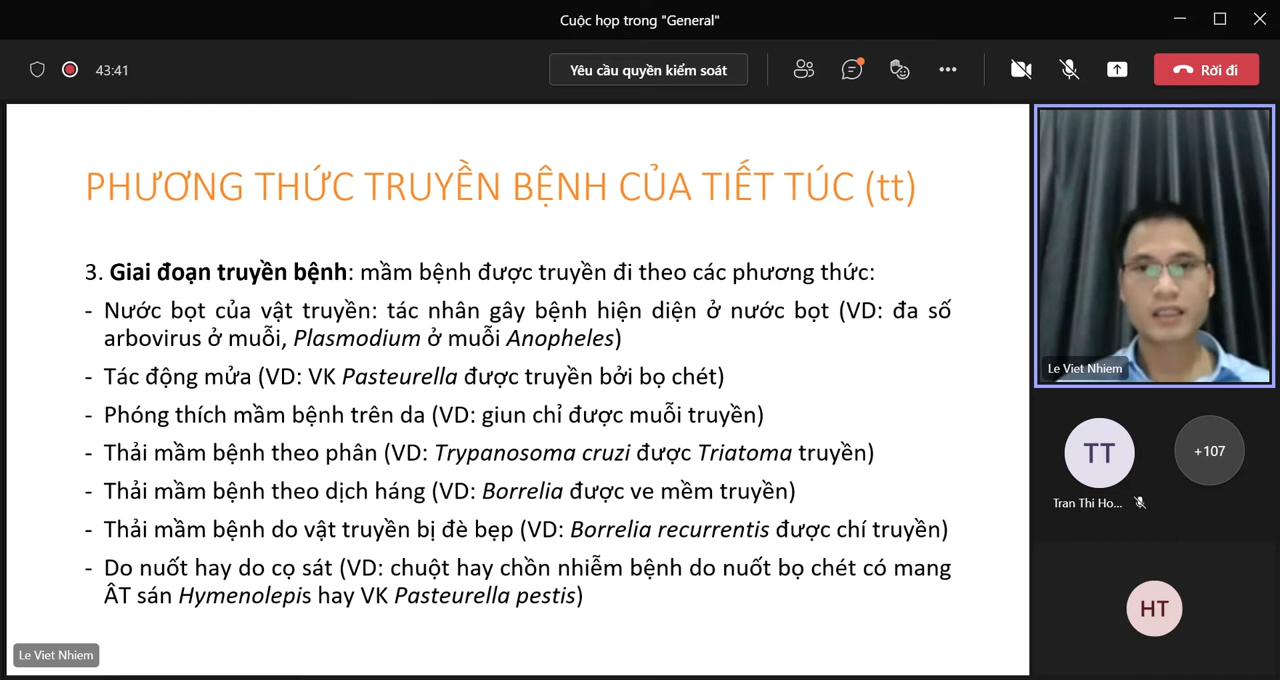 Cuộc họp trong "General"
43:41
Yêu cầu quyền kiểm soát
Rời đi
PHƯƠNG THỨC TRUYỀN BỆNH CỦA TIẾT TÚC (tt)
3. Giai đoạn truyền bệnh: mầm bệnh được truyền đi theo các phương thức:
- Nước bọt của vật truyền: tác nhân gây bệnh hiện diện ở nước bọt (VD: đa số
arbovirus ở muỗi, Plasmodium ở muỗi Anopheles)
- Tác động mửa (VD: VK Pasteurella được truyền bởi bọ chét)
- Phóng thích mầm bệnh trên da (VD: giun chỉ được muỗi truyền)
- Thải mầm bệnh theo phân (VD: Trypanosoma cruzi được Triatoma truyền)
- Thải mầm bệnh theo dịch háng (VD: Borrelia được ve mềm truyền)
- Thải mầm bệnh do vật truyền bị đè bẹp (VD: Borrelia recurrentis được chí truyền)
- Do nuốt hay do cọ sát (VD: chuột hay chồn nhiễm bệnh do nuốt bọ chét có mang
ÂT sán Hymenolepis hay VK Pasteurella pestis)
Le Viet Nhiem
Le Viet Nhiem
TT
+107
Tran Thi Ho...
HT